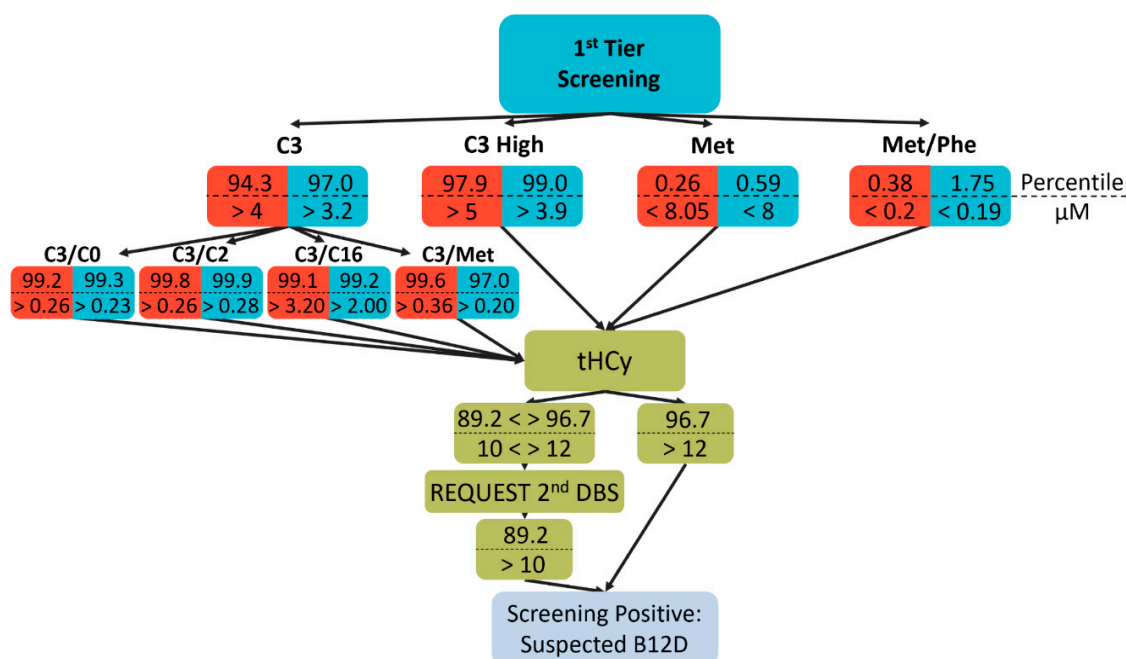 1st Tier
Screening
C3
C3 High
Met
Met/Phe
94.3 97.0
97.9 99.0
0.26 0.59
0.38 1.75
Percentile
> 4 > 3.2
> 5 > 3.9
< 8.05 < 8
< 0.2 < 0.19
μM
C3/C0
C3/C2
C3/C16
C3/Met
99.2 99.3
99.8 99.9
99.1 99.2
99.6 97.0
> 0.26 > 0.23
> 0.26 > 0.28
> 3.20 > 2.00
> 0.36 > 0.20
tHCy
89.2 < > 96.7
96.7
10 < > 12
> 12
REQUEST 2nd DBS
89.2
> 10
Screening Positive:
Suspected B12D